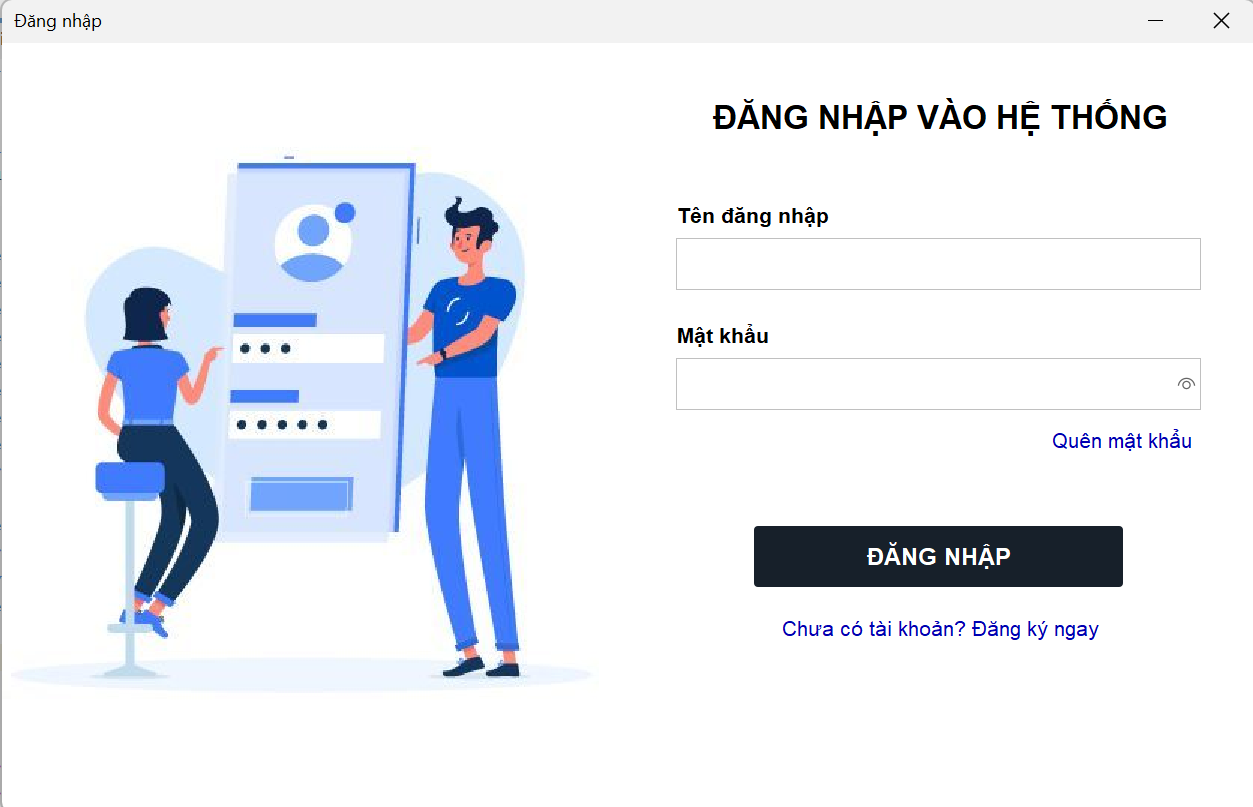 Đăng nhập
ĐĂNG NHẬP VÀO HỆ THỐNG
Tên đăng nhập
Mật khẩu
Quên mật khẩu
ĐĂNG NHẬP
Chưa có tài khoản? Đăng ký ngay